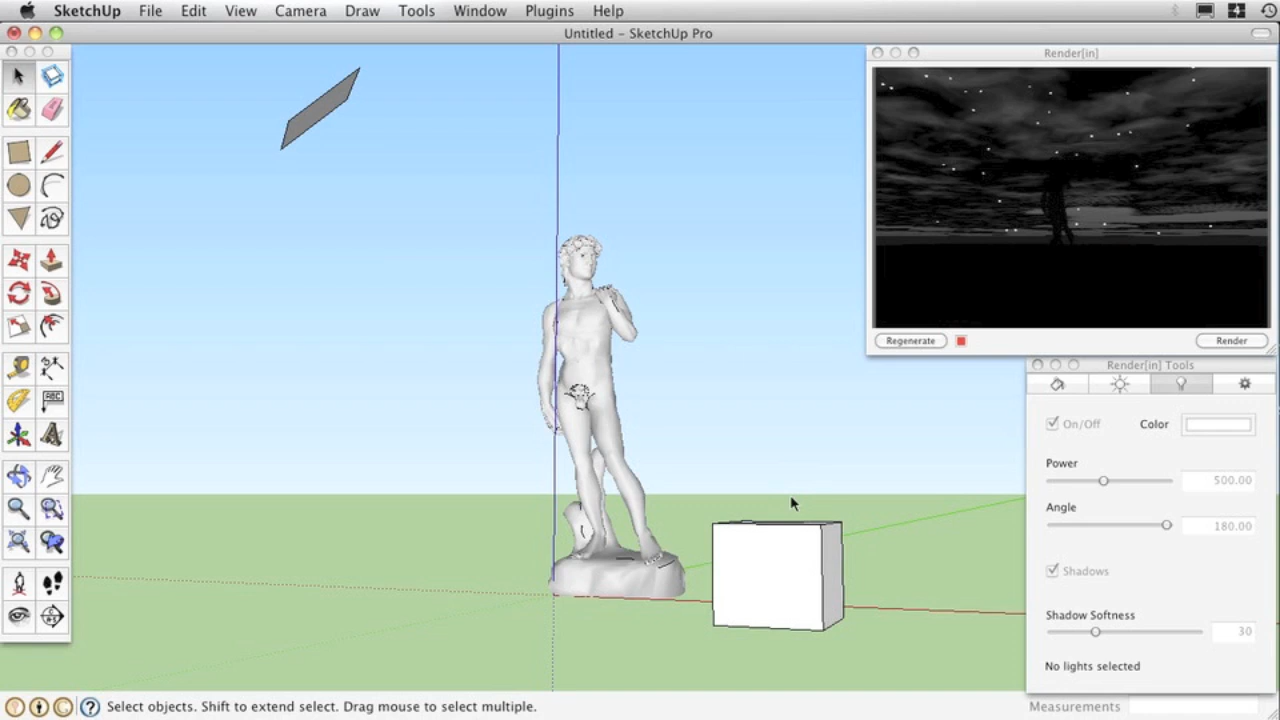 SketchUp File Edit View Camera Draw Tools Window Plugins Help
Untitled – SketchUp Pro
Render[in]
Regenerate Render
Render[in] Tools
On/Off Color
Power
500.00
Angle
180.00
Shadows
Shadow Softness
30
No lights selected
ABC
Select objects. Shift to extend select. Drag mouse to select multiple.
Measurements